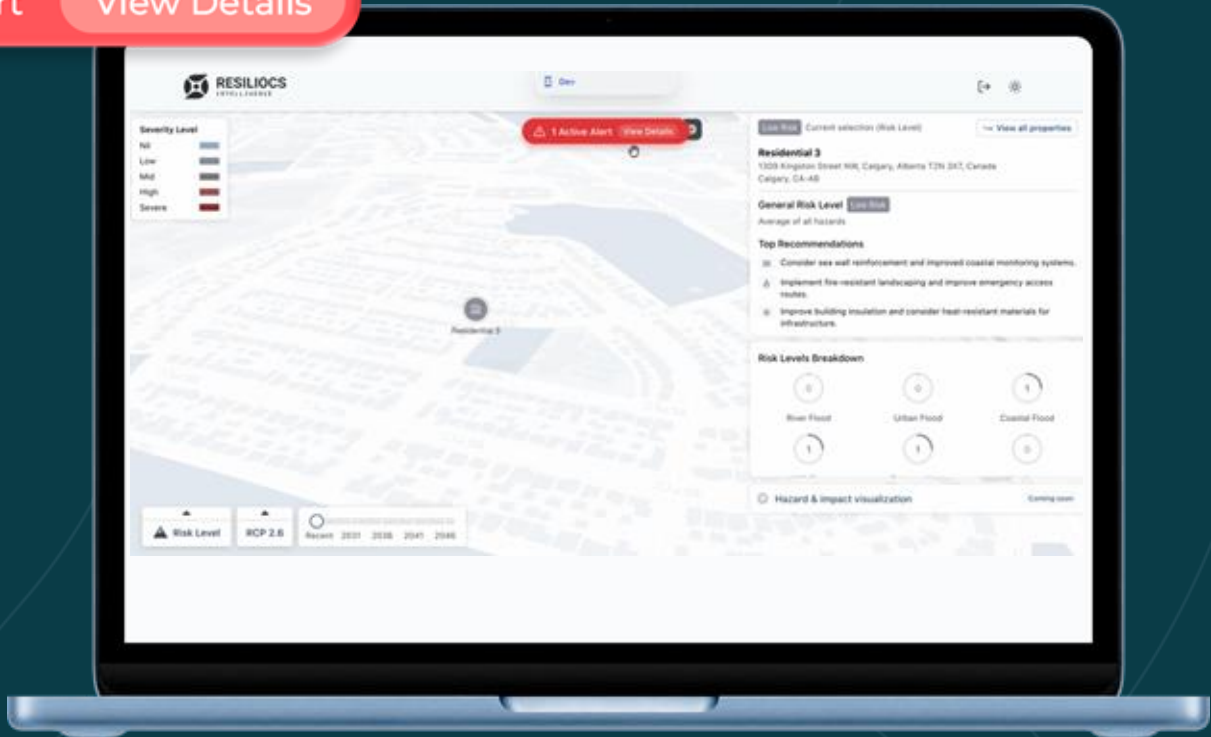 View Details
RESILIOCS
INTELLIGENCE
Dev
Severity Level
Nil
Low
Mid
High
Severe
1 Active Alert View Details
Residential 3
Low Risk Current selection (Risk Level) View all properties
Residential 3
Street NW, Calgary, Alberta Canada
Calgary, CA-AB
General Risk Level Low Risk
Average of all hazards
Top Recommendations
Consider sea wall reinforcement and improved coastal monitoring systems.
Implement fire-resistant landscaping and improve emergency access
routes.
Improve building insulation and consider heat-resistant materials for
infrastructure.
Risk Levels Breakdown
0 0 1
River Flood Urban Flood Coastal Flood
1 1 0
Hazard & impact visualization Coming soon
Risk Level
RCP 2.6
Recent 2031 2036 2041 2046